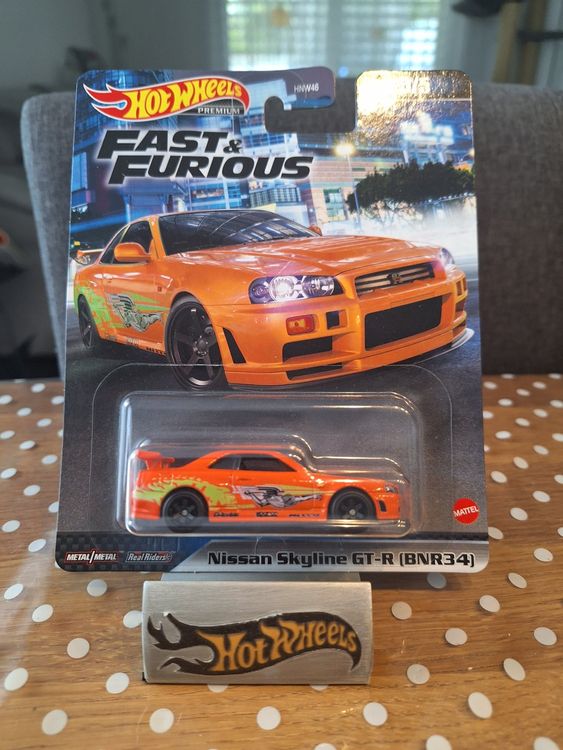 HNW46
Hot Wheels
PREMIUM
FAST &
FURIOUS
MATTEL
METAL/METAL Real Riders Nissan Skyline GT-R (BNR34)
Hot Wheels